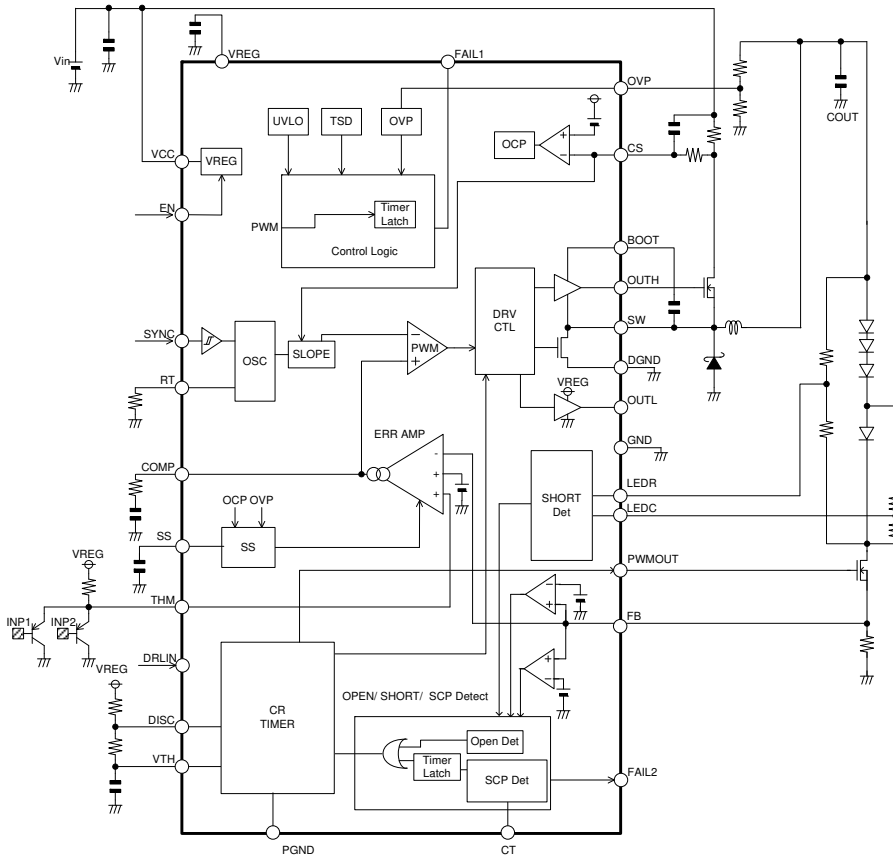 Vin
VREG
FAIL1
OVP
COUT
UVLO
TSD
OVP
OCP
+
−
CS
VCC
VREG
EN
PWM
Timer
Latch
Control Logic
BOOT
OUTH
SW
DRV
CTL
SYNC
OSC
SLOPE
−
PWM
+
DGND
RT
VREG
OUTL
GND
ERR AMP
COMP
-
+
+
SHORT
Det
LEDR
LEDC
OCP OVP
SS
SS
PWMOUT
VREG
THM
−
+
FB
INP1
INP2
DRLIN
VREG
+
−
OPEN/ SHORT/ SCP Detect
CR
TIMER
DISC
VTH
Open Det
Timer
Latch
SCP Det
FAIL2
PGND
CT